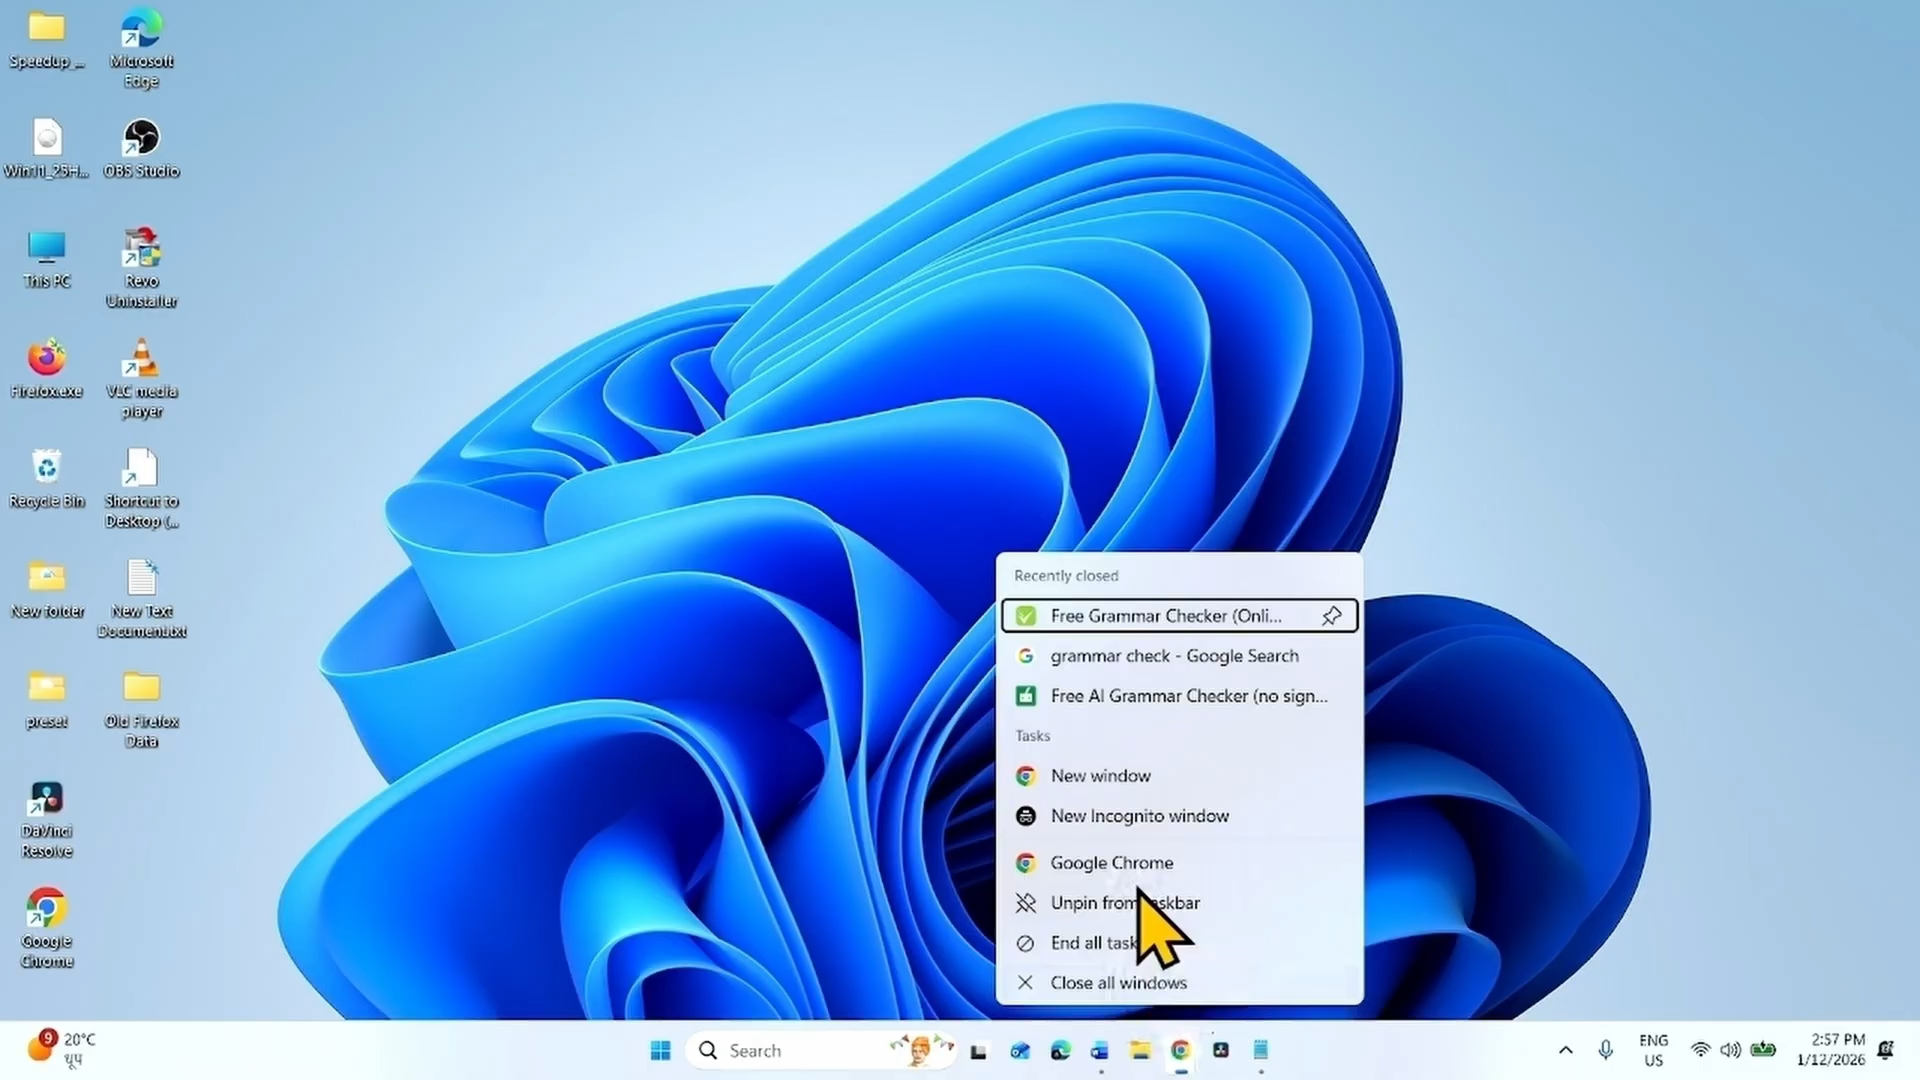 Speedup_...
Microsoft
Edge
Win11_25H...
OBS Studio
This PC
Revo
Uninstaller
Firefox.exe
VLC media
player
Recycle Bin
Shortcut to
Desktop (...
New folder
New Text
Document.txt
preset
Old Firefox
Data
DaVinci
Resolve
Google
Chrome
Recently closed
Free Grammar Checker (Onli...
grammar check - Google Search
Free AI Grammar Checker (no sign...
Tasks
New window
New Incognito window
Google Chrome
Unpin from taskbar
End all task
Close all windows
9
20°C
धूप
Search
ENG
US
2:57 PM
1/12/2026